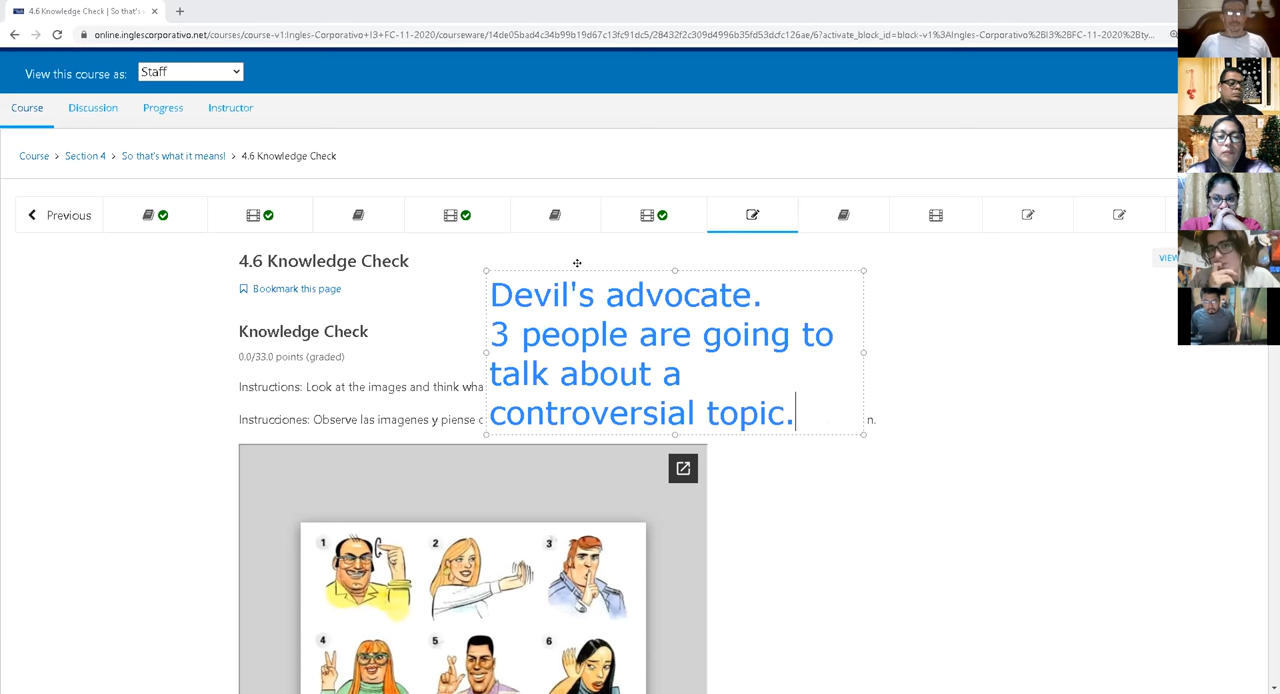 4.6 Knowledge Check | So that's
online.inglescorporativo.net/courses/course-v1:Ingles-Corporativo+I3+FC-11-2020/courseware/14de05bad4c34b99b19d67c13fc91dc5/28432f2c309d4996b35fd53dcfc126ae/6?activate_block_id=block-v1%3AIngles-Corporativo%2BI3%2BFC-11-2020%2Bty...
View this course as: Staff
Course Discussion Progress Instructor
Course > Section 4 > So that's what it means! > 4.6 Knowledge Check
Previous
4.6 Knowledge Check
VIEW
Bookmark this page
Devil's advocate.
3 people are going to
talk about a
controversial topic.
Knowledge Check
0.0/33.0 points (graded)
Instructions: Look at the images and think wha
Instrucciones: Observe las imagenes y piense
n.
1 2 3
4 5 6